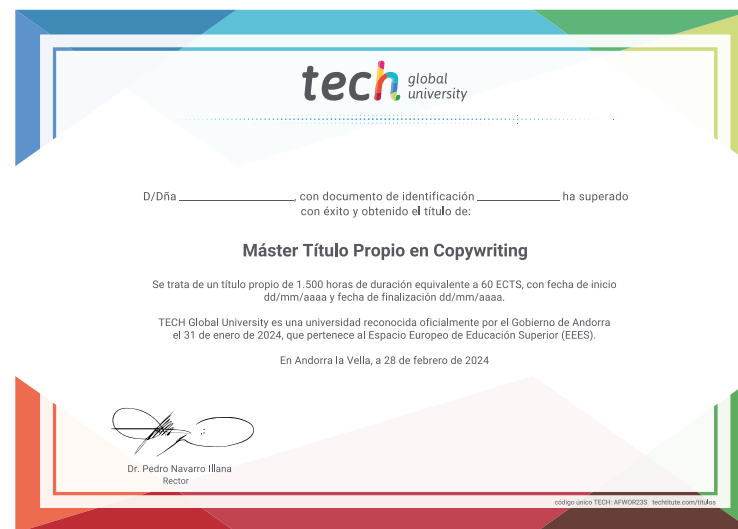 tech global
university
D/Dña ____________________, con documento de identificación ______________ ha superado
con éxito y obtenido el título de:
Máster Título Propio en Copywriting
Se trata de un título propio de 1.500 horas de duración equivalente a 60 ECTS, con fecha de inicio
dd/mm/aaaa y fecha de finalización dd/mm/aaaa.
TECH Global University es una universidad reconocida oficialmente por el Gobierno de Andorra
el 31 de enero de 2024, que pertenece al Espacio Europeo de Educación Superior (EEES).
En Andorra la Vella, a 28 de febrero de 2024
Dr. Pedro Navarro Illana
Rector
código único TECH: AFWOR23S techtitute.com/titulos